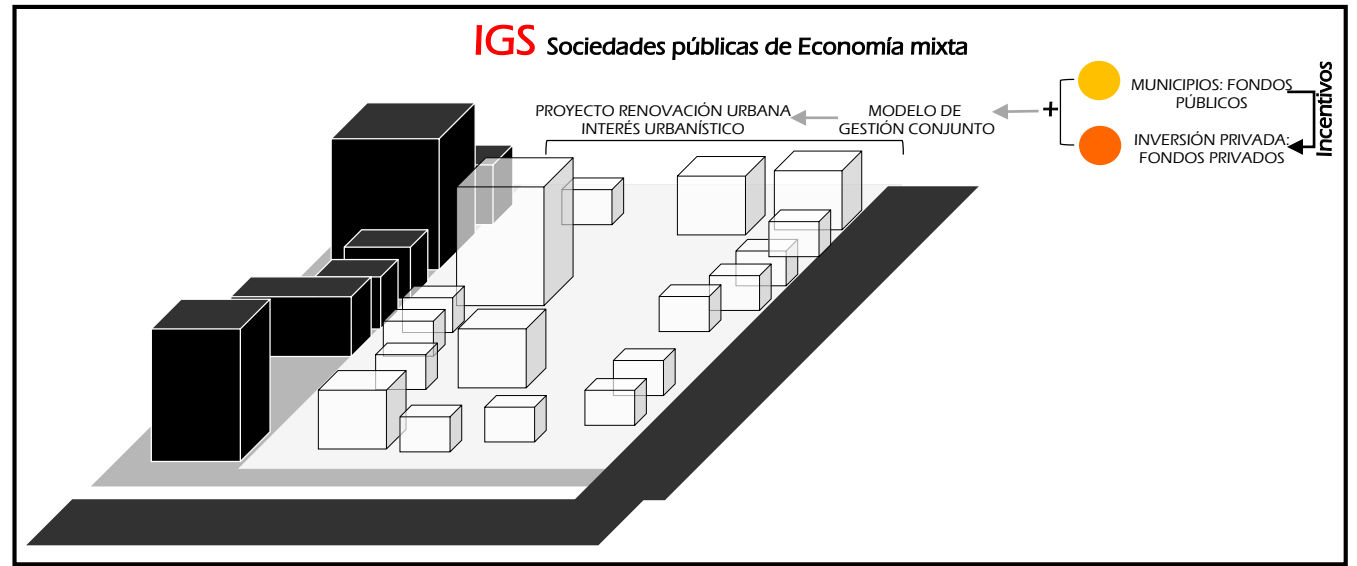 IGS Sociedades públicas de Economía mixta
PROYECTO RENOVACIÓN URBANA
INTERÉS URBANÍSTICO
MODELO DE
GESTIÓN CONJUNTO
+
MUNICIPIOS: FONDOS
PÚBLICOS
INVERSIÓN PRIVADA:
FONDOS PRIVADOS
Incentivos